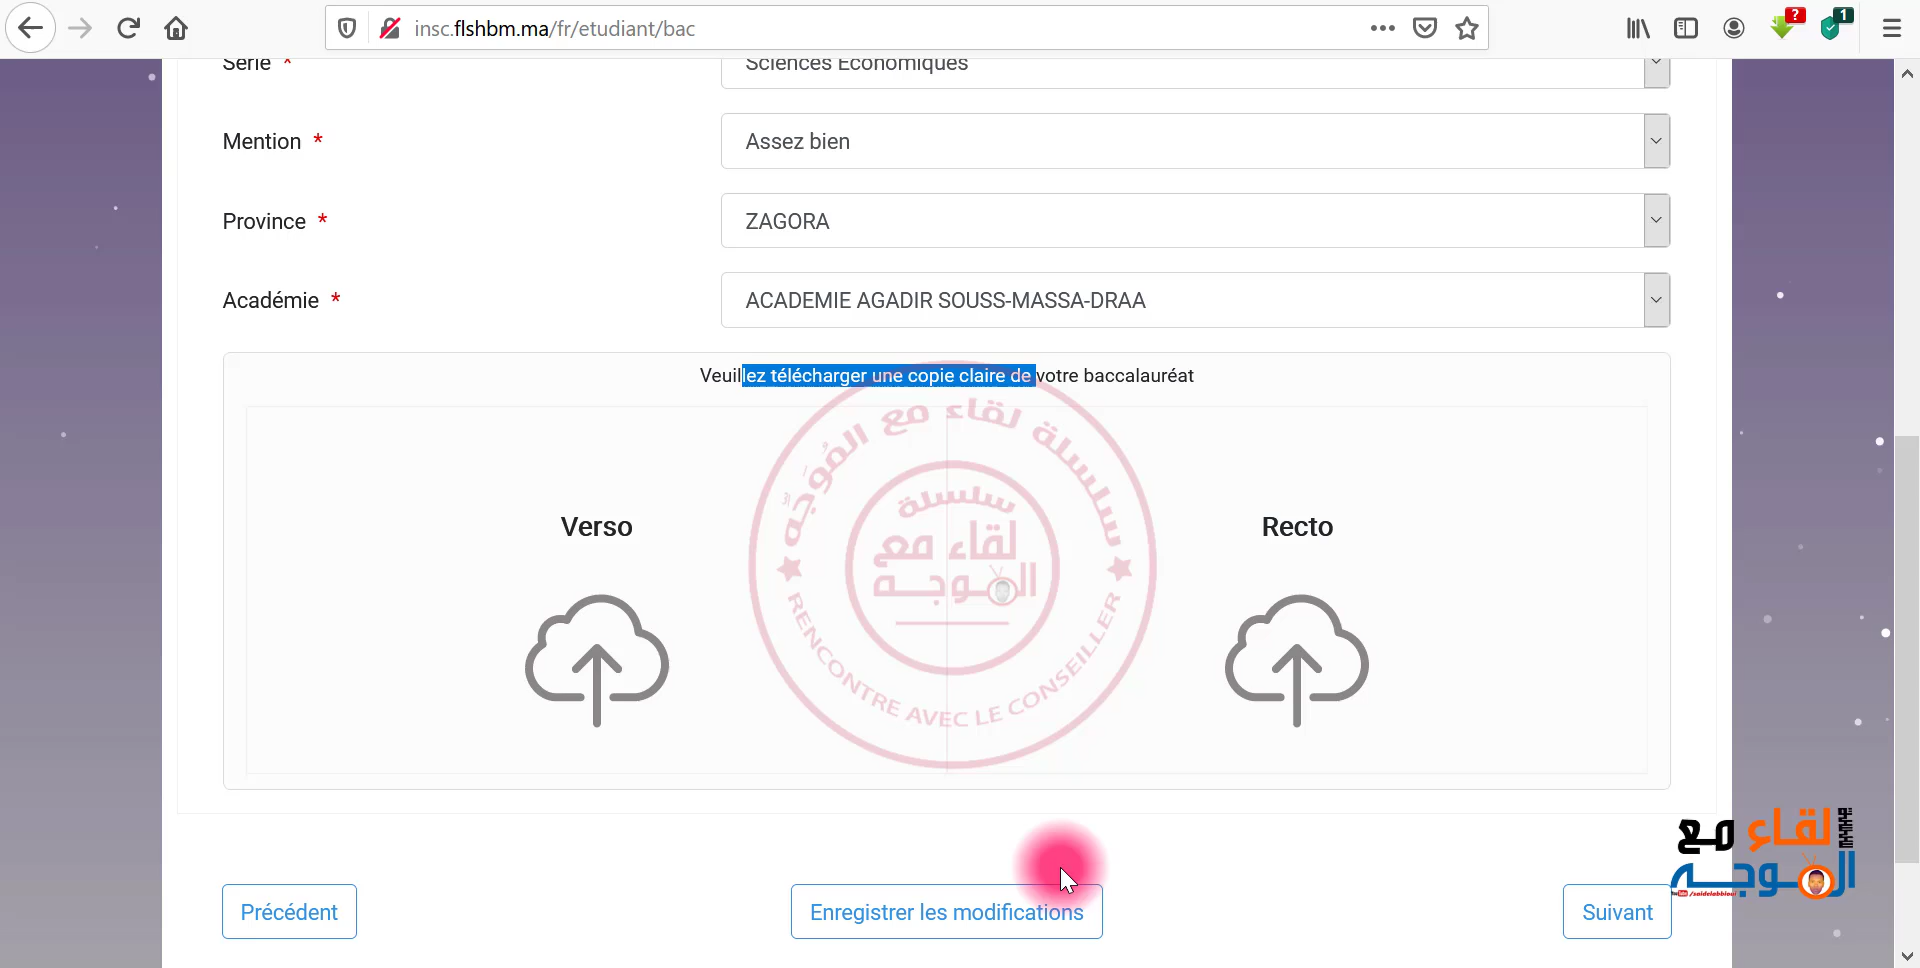 insc.flshbm.ma/fr/etudiant/bac
?
1
Série *
Sciences Economiques
Mention *
Assez bien
Province *
ZAGORA
Académie *
ACADEMIE AGADIR SOUSS-MASSA-DRAA
Veuillez télécharger une copie claire de votre baccalauréat
سلسلة لقاء مع المُوَجِّه
سلسلة
لقاء مع
الموجه
RENCONTRE AVEC LE CONSEILLER
Verso
Recto
لقاء مع
الموجه
Précédent
Enregistrer les modifications
Suivant